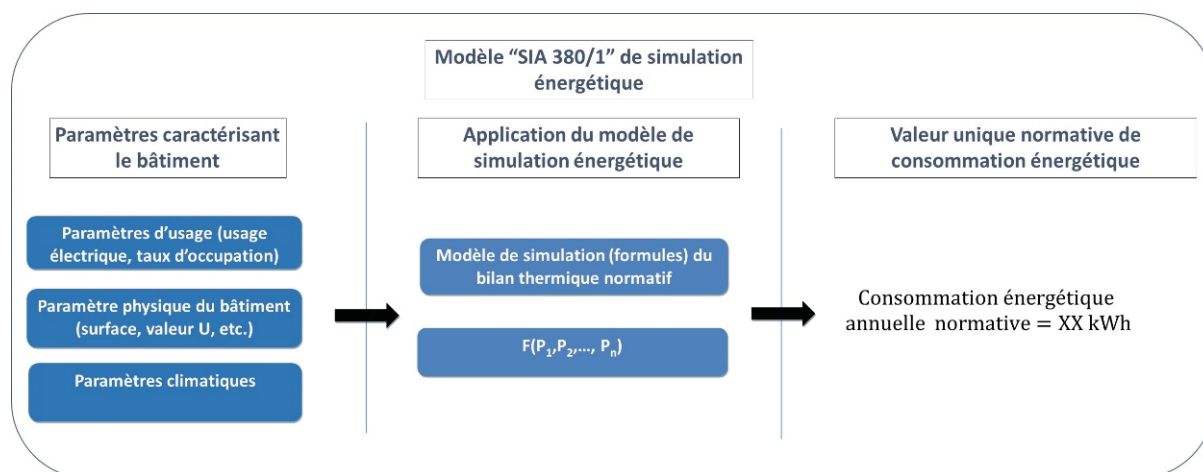 Modèle “SIA 380/1” de simulation
énergétique
Paramètres caractérisant
le bâtiment
Application du modèle de
simulation énergétique
Valeur unique normative de
consommation énergétique
Paramètres d’usage (usage
électrique, taux d’occupation)
Paramètre physique du bâtiment
(surface, valeur U, etc.)
Paramètres climatiques
Modèle de simulation (formules) du
bilan thermique normatif
F(P₁,P₂,..., Pₙ)
Consommation énergétique
annuelle normative = XX kWh